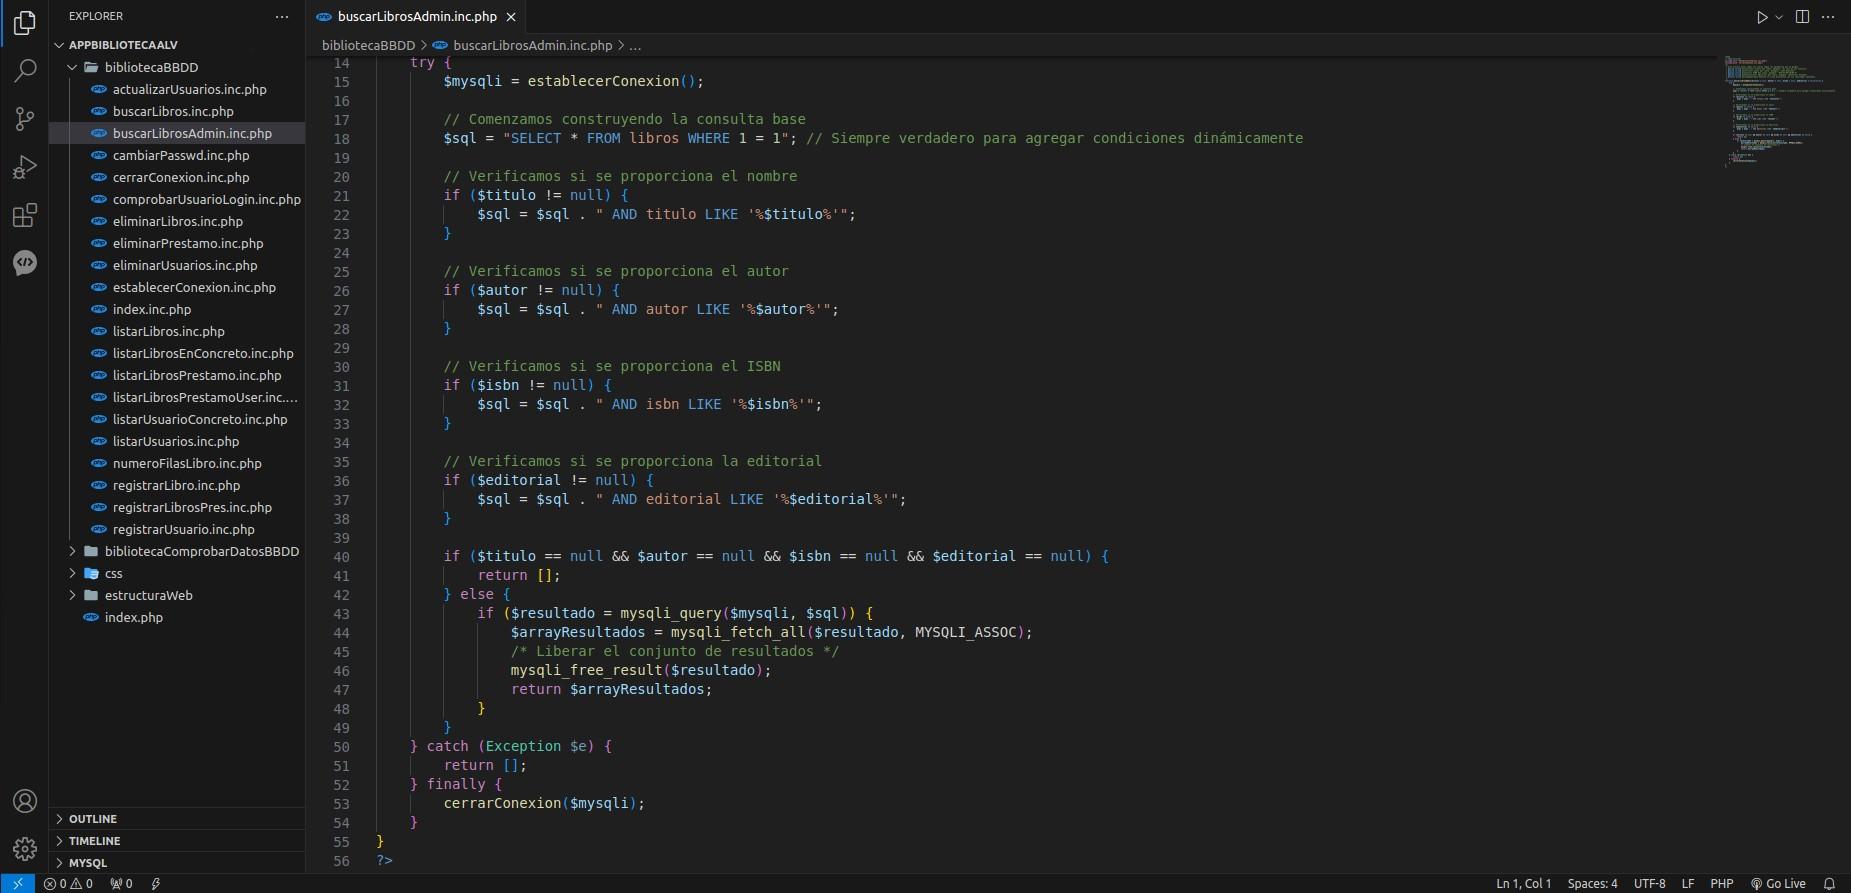 EXPLORER
APPBIBLIOTECAALV
bibliotecaBBDD
actualizarUsuarios.inc.php
buscarLibros.inc.php
buscarLibrosAdmin.inc.php
cambiarPasswd.inc.php
cerrarConexion.inc.php
comprobarUsuarioLogin.inc.php
eliminarLibros.inc.php
eliminarPrestamo.inc.php
eliminarUsuarios.inc.php
establecerConexion.inc.php
index.inc.php
listarLibros.inc.php
listarLibrosEnConcreto.inc.php
listarLibrosPrestamo.inc.php
listarLibrosPrestamoUser.inc....
listarUsuarioConcreto.inc.php
listarUsuarios.inc.php
numeroFilasLibro.inc.php
registrarLibro.inc.php
registrarLibrosPres.inc.php
registrarUsuario.inc.php
bibliotecaComprobarDatosBBDD
css
estructuraWeb
index.php
OUTLINE
TIMELINE
MYSQL
buscarLibrosAdmin.inc.php
bibliotecaBBDD > buscarLibrosAdmin.inc.php > ...
14 try {
15 $mysqli = establecerConexion();
16
17 // Comenzamos construyendo la consulta base
18 $sql = "SELECT * FROM libros WHERE 1 = 1"; // Siempre verdadero para agregar condiciones dinámicamente
19
20 // Verificamos si se proporciona el nombre
21 if ($titulo != null) {
22 $sql = $sql . " AND titulo LIKE '%$titulo%'";
23 }
24
25 // Verificamos si se proporciona el autor
26 if ($autor != null) {
27 $sql = $sql . " AND autor LIKE '%$autor%'";
28 }
29
30 // Verificamos si se proporciona el ISBN
31 if ($isbn != null) {
32 $sql = $sql . " AND isbn LIKE '%$isbn%'";
33 }
34
35 // Verificamos si se proporciona la editorial
36 if ($editorial != null) {
37 $sql = $sql . " AND editorial LIKE '%$editorial%'";
38 }
39
40 if ($titulo == null && $autor == null && $isbn == null && $editorial == null) {
41 return [];
42 } else {
43 if ($resultado = mysqli_query($mysqli, $sql)) {
44 $arrayResultados = mysqli_fetch_all($resultado, MYSQLI_ASSOC);
45 /* Liberar el conjunto de resultados */
46 mysqli_free_result($resultado);
47 return $arrayResultados;
48 }
49 }
50 } catch (Exception $e) {
51 return [];
52 } finally {
53 cerrarConexion($mysqli);
54 }
55 }
56 ?>
0 0 0 Ln 1, Col 1 Spaces: 4 UTF-8 LF PHP Go Live